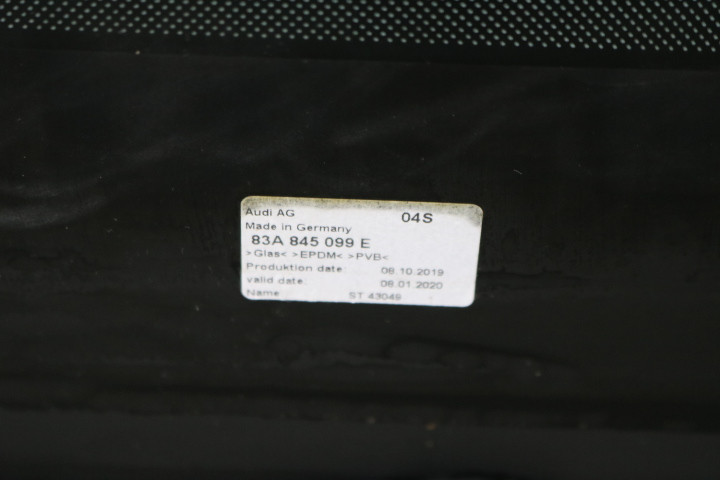 Audi AG 04S
Made in Germany
83A 845 099 E
>Glas< >EPDM< >PVB<
Produktion date: 08.10.2019
valid date: 08.01.2020
Name ST 43048